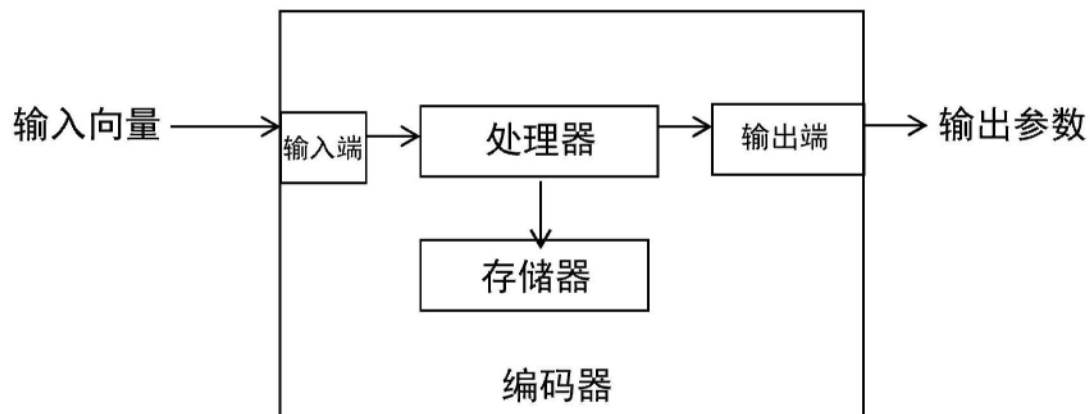 输入向量
输入端
处理器
输出端
输出参数
存储器
编码器